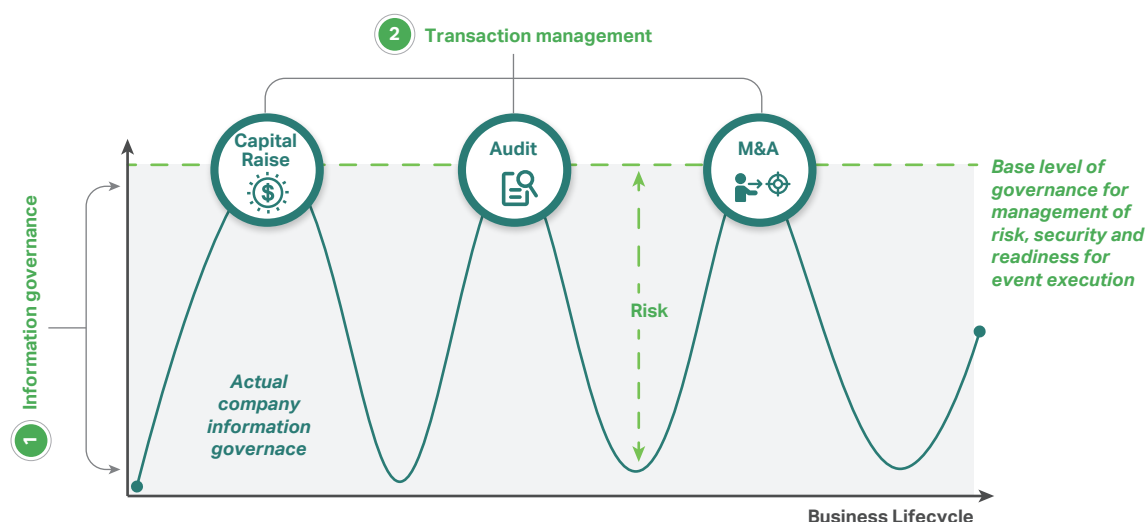 2
Transaction management
Capital
Raise
$
Audit
M&A
Base level of
governance for
management of
risk, security and
readiness for
event execution
Information governance
1
Risk
Actual
company
information
governace
Business Lifecycle